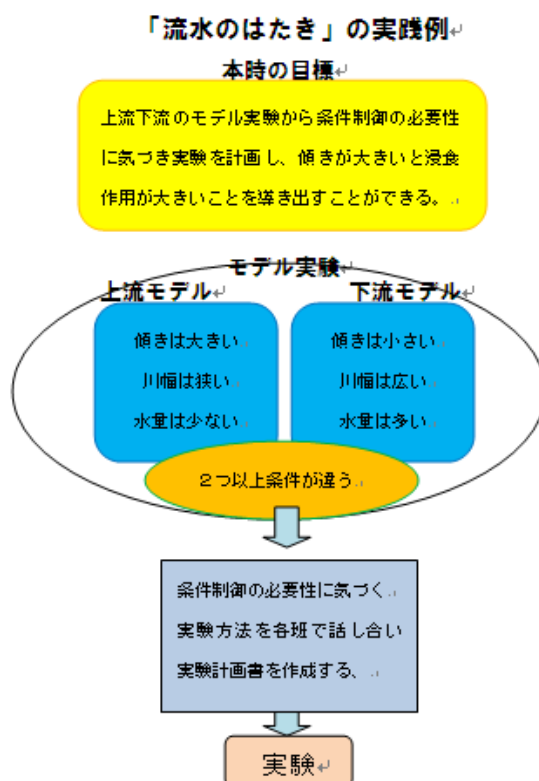 「流水のはたき」の実践例
本時の目標
上流下流のモデル実験から条件制御の必要性
に気づき実験を計画し、傾きが大きいと浸食
作用が大きいことを導き出すことができる。
モデル実験
上流モデル
下流モデル
傾きは大きい
川幅は狭い
水量は少ない
傾きは小さい
川幅は広い
水量は多い
2つ以上条件が違う
条件制御の必要性に気づく
実験方法を各班で話し合い
実験計画書を作成する、
実験